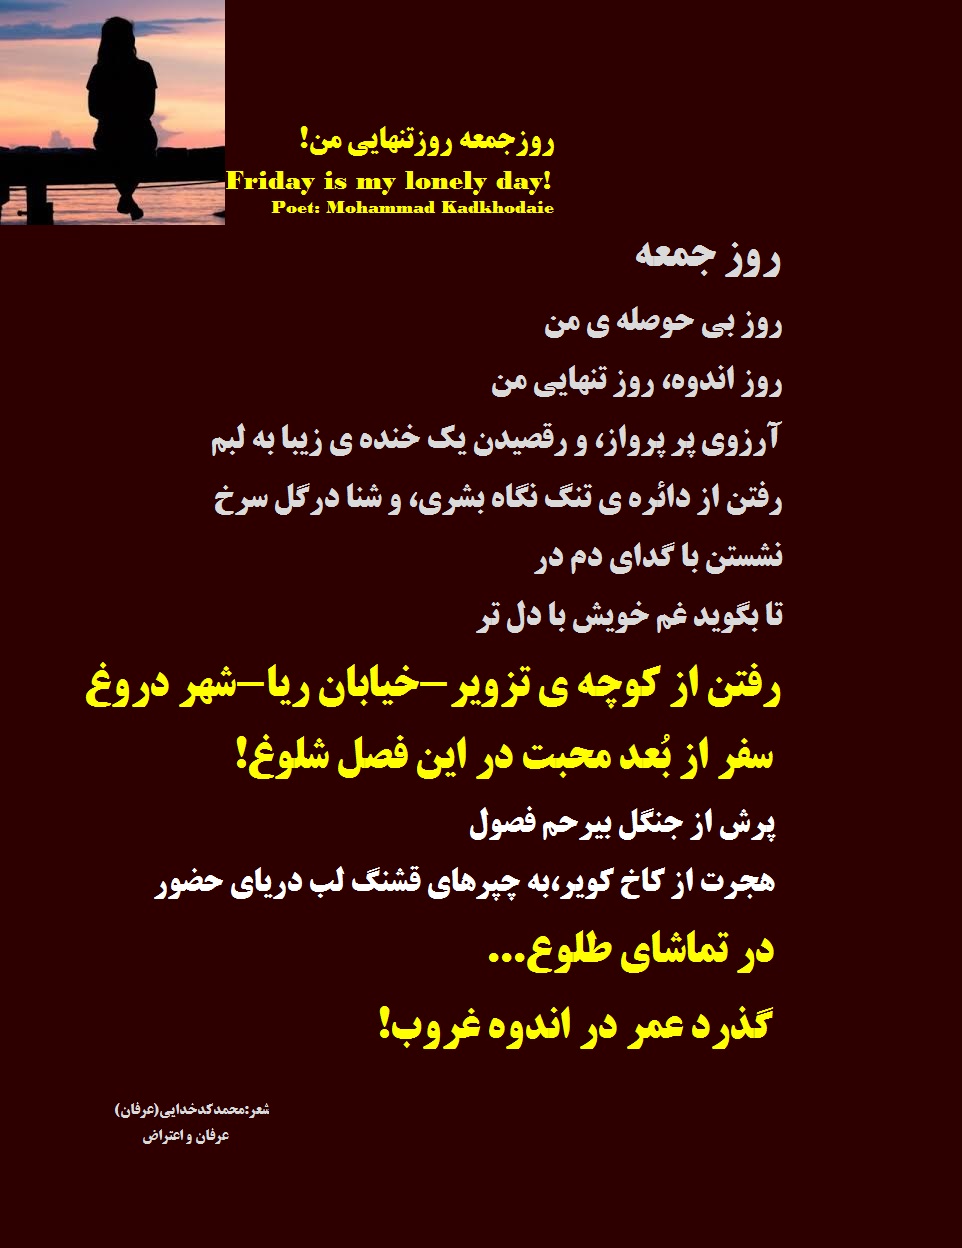 روزجمعه روزتنهایی من!
Friday is my lonely day!
Poet: Mohammad Kadkhodaie
روز جمعه
روز بی حوصله ی من
روز اندوه، روز تنهایی من
آرزوی پر پرواز، و رقصیدن یک خنده ی زیبا به لبم
رفتن از دائره ی تنگ نگاه بشری، و شنا درگل سرخ
نشستن با گدای دم در
تا بگوید غم خویش با دل تر
رفتن از کوچه ی تزویر-خیابان ریا-شهر دروغ
سفر از بُعد محبت در این فصل شلوغ!
پرش از جنگل بیرحم فصول
هجرت از کاخ کویر،به چپرهای قشنگ لب دریای حضور
در تماشای طلوع...
گذرد عمر در اندوه غروب!
شعر:محمدکدخدایی(عرفان)
عرفان و اعتراض